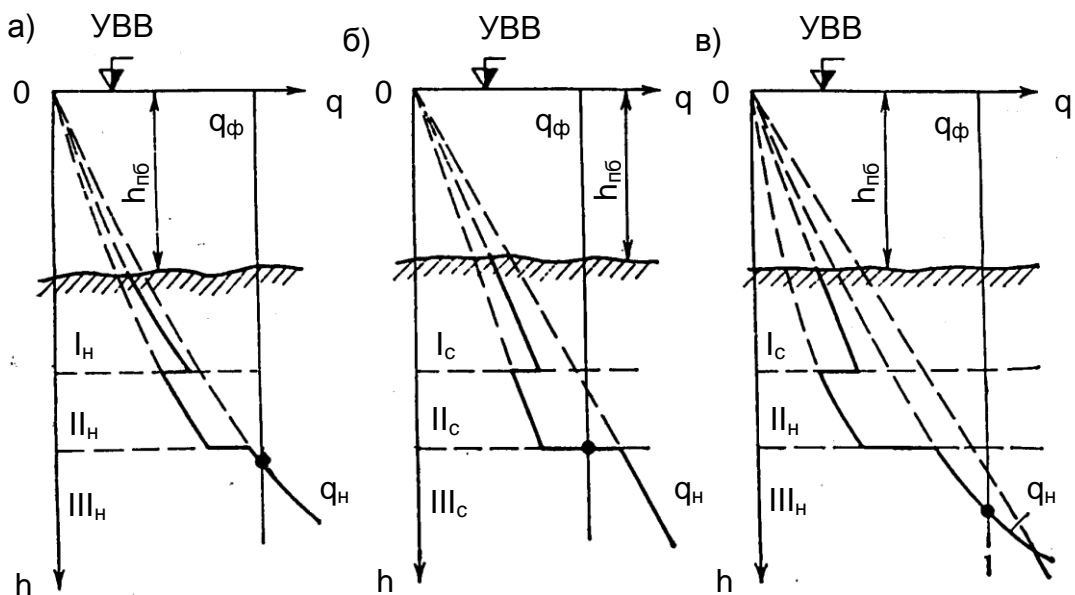 а)
УВВ
0
q
qф
hпб
Iн
IIн
IIIн
qн
h
б)
УВВ
0
q
qф
hпб
Iс
IIс
IIIс
qн
h
в)
УВВ
0
q
qф
hпб
Iс
IIн
IIIн
qн
h